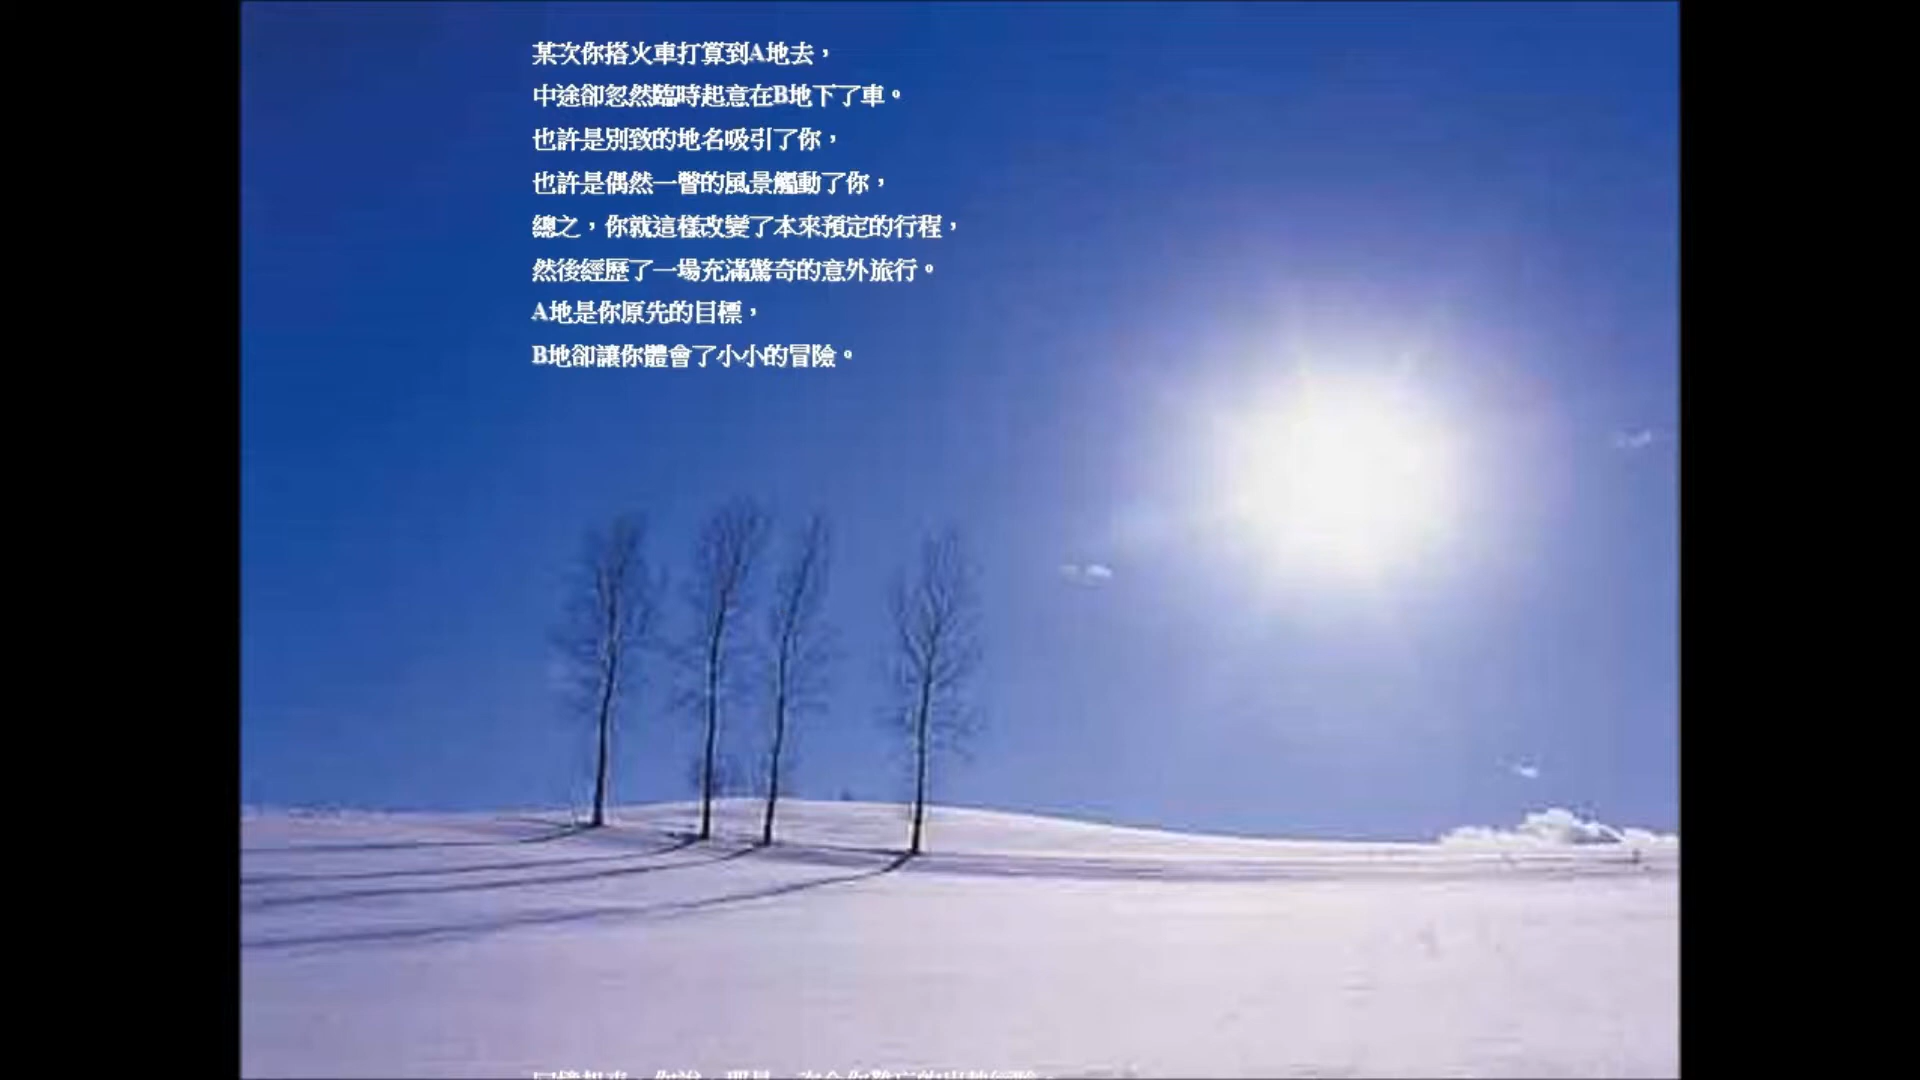 某次你搭火車打算到A地去，
中途卻忽然臨時起意在B地下了車。
也許是別致的地名吸引了你，
也許是偶然一瞥的風景觸動了你，
總之，你就這樣改變了本來預定的行程，
然後經歷了一場充滿驚奇的意外旅行。
A地是你原先的目標，
B地卻讓你體會了小小的冒險。